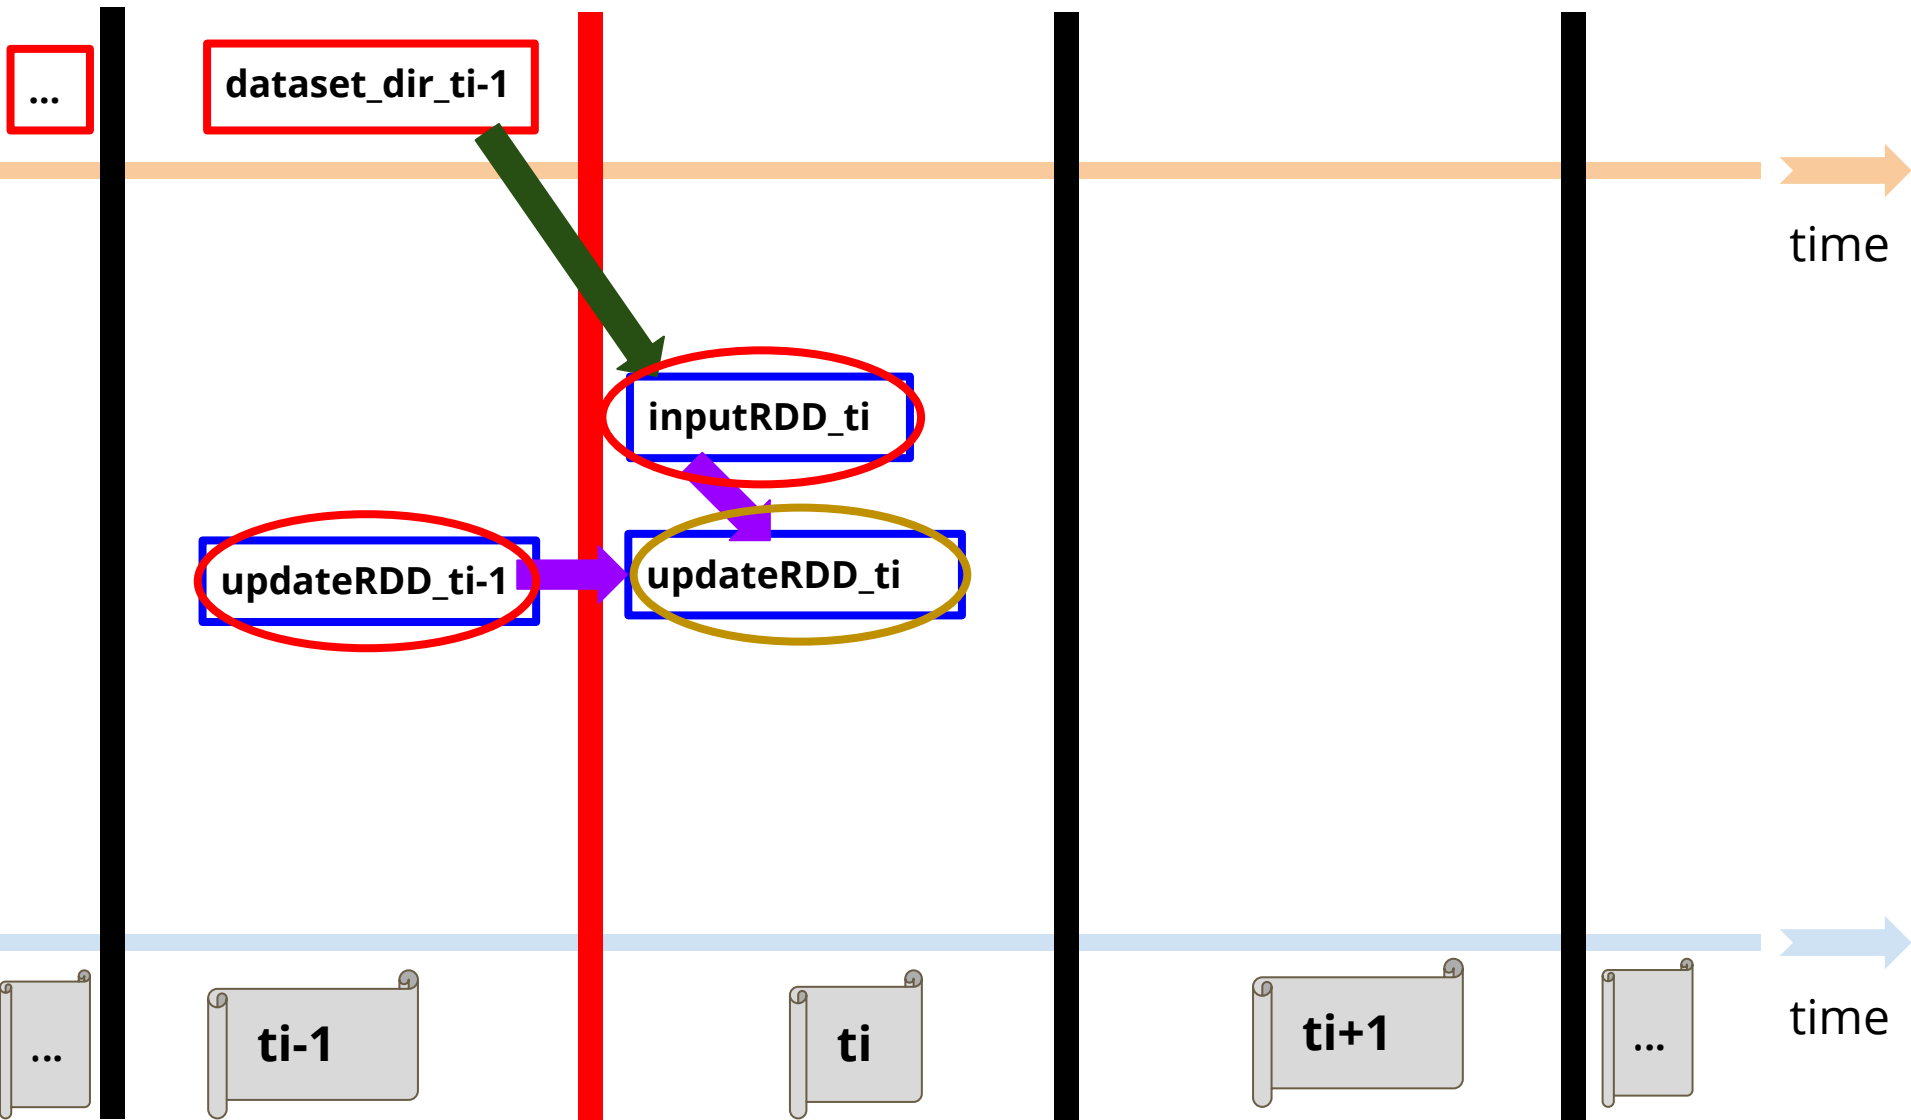 ...
dataset_dir_ti-1
time
inputRDD_ti
updateRDD_ti-1
updateRDD_ti
...
ti-1
ti
ti+1
...
time